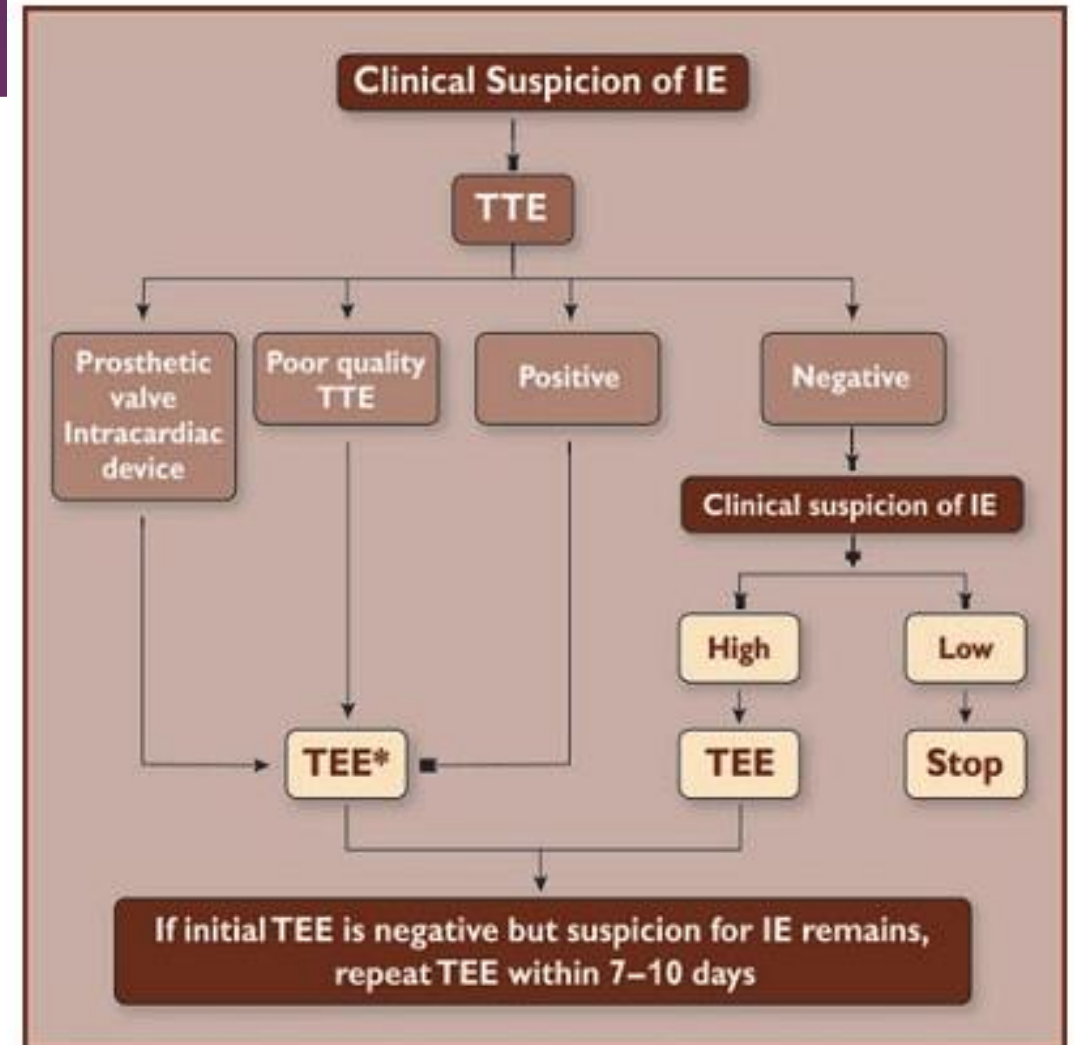 Clinical Suspicion of IE
TTE
Prosthetic
valve
Intracardiac
device
Poor quality
TTE
Positive
Negative
Clinical suspicion of IE
High
Low
TEE*
TEE
Stop
If initial TEE is negative but suspicion for IE remains,
repeat TEE within 7–10 days